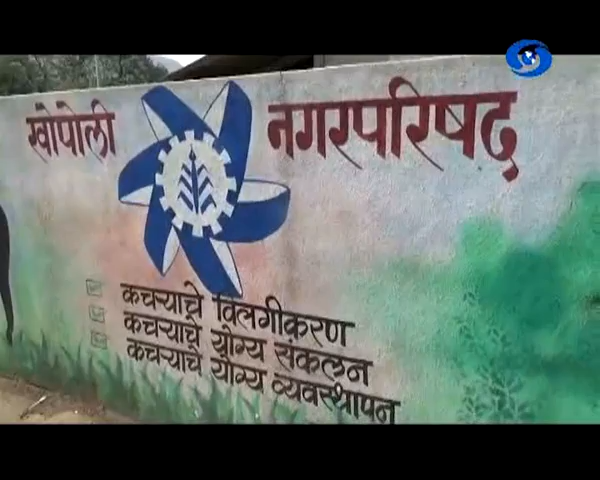 खोपोली नगरपरिषद
कचऱ्याचे विलगीकरण
कचऱ्याचे योग्य संकलन
कचऱ्याचे योग्य व्यवस्थापन